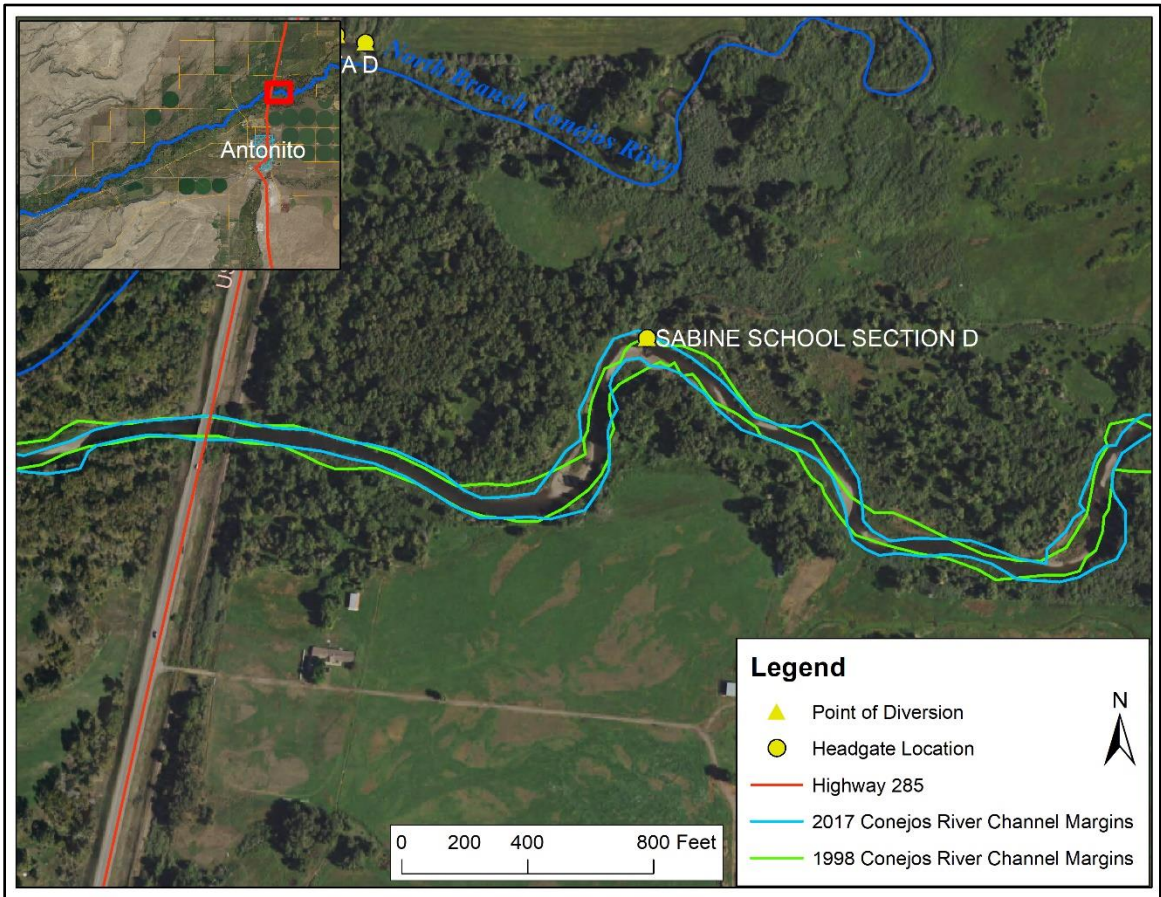 Antonito
A D
North Branch Conejos River
US
SABINE SCHOOL SECTION D
Legend
Point of Diversion
Headgate Location
Highway 285
2017 Conejos River Channel Margins
1998 Conejos River Channel Margins
N
0 200 400 800 Feet